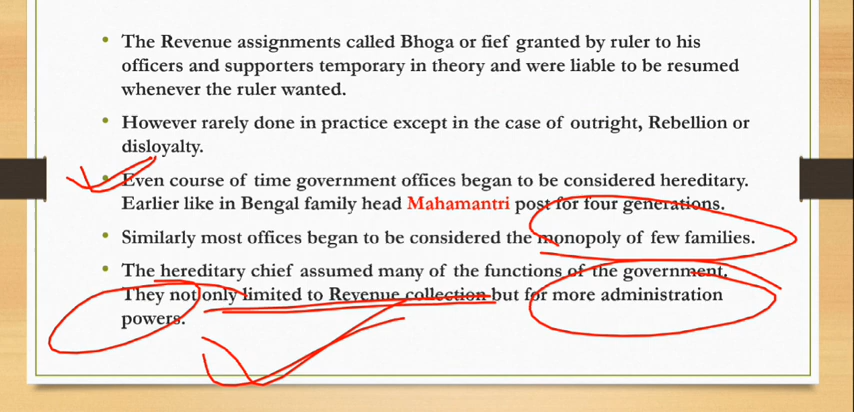 • The Revenue assignments called Bhoga or fief granted by ruler to his
officers and supporters temporary in theory and were liable to be resumed
whenever the ruler wanted.
• However rarely done in practice except in the case of outright, Rebellion or
disloyalty.
• Even course of time government offices began to be considered hereditary.
Earlier like in Bengal family head Mahamantri post for four generations.
• Similarly most offices began to be considered the monopoly of few families.
• The hereditary chief assumed many of the functions of the government.
They not only limited to Revenue collection but for more administration
powers.